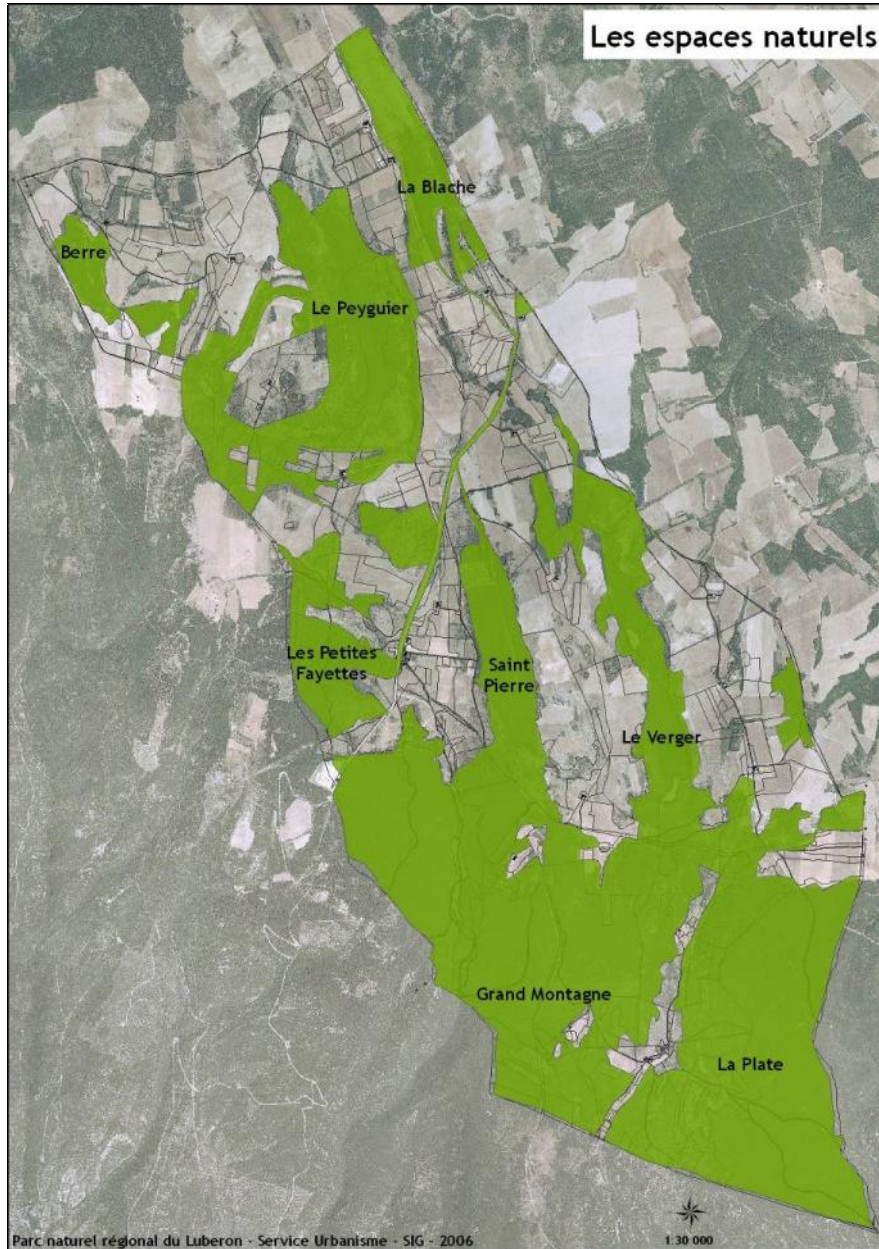 Les espaces naturels
La Blache
Berre
Le Peyguier
Les Petites
Fayettes
Saint
Pierre
Le Verger
Grand Montagne
La Plate
Parc naturel régional du Luberon - Service Urbanisme - SIG - 2006
1:30 000